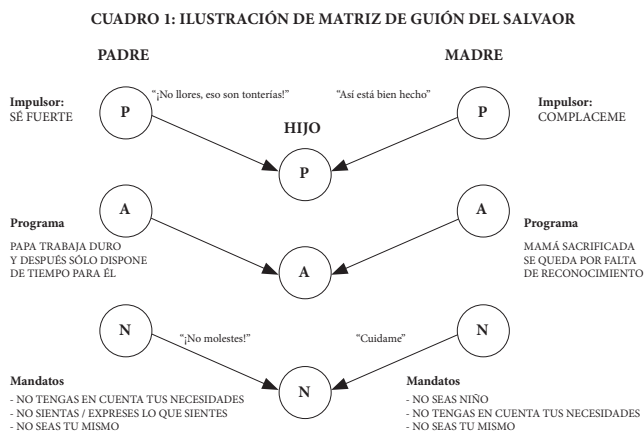 CUADRO 1: ILUSTRACIÓN DE MATRIZ DE GUIÓN DEL SALVAOR
PADRE
MADRE
Impulsor:
SÉ FUERTE
P
“¡No llores, eso son tonterías!”
“Así está bien hecho”
P
Impulsor:
COMPLACEME
HIJO
P
Programa
PAPA TRABAJA DURO
Y DESPUÉS SÓLO DISPONE
DE TIEMPO PARA ÉL
A
A
Programa
MAMÁ SACRIFICADA
SE QUEDA POR FALTA
DE RECONOCIMIENTO
A
N
“¡No molestes!”
“Cuidame”
N
N
Mandatos
- NO TENGAS EN CUENTA TUS NECESIDADES
- NO SIENTAS / EXPRESES LO QUE SIENTES
- NO SEAS TU MISMO
Mandatos
- NO SEAS NIÑO
- NO TENGAS EN CUENTA TUS NECESIDADES
- NO SEAS TU MISMO